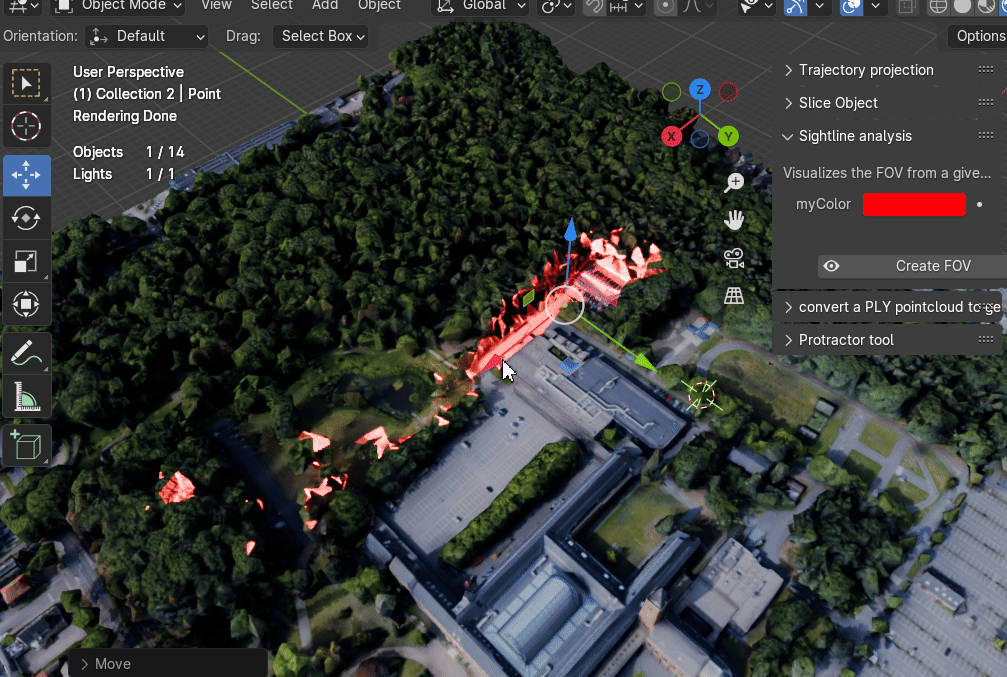 Object Mode View Select Add Object Global
Orientation: Default Drag: Select Box Options
User Perspective
(1) Collection 2 | Point
Rendering Done
Objects 1 / 14
Lights 1 / 1
Z
X
Y
Trajectory projection
Slice Object
Sightline analysis
Visualizes the FOV from a give...
myColor
Create FOV
convert a PLY pointcloud to ge
Protractor tool
Move